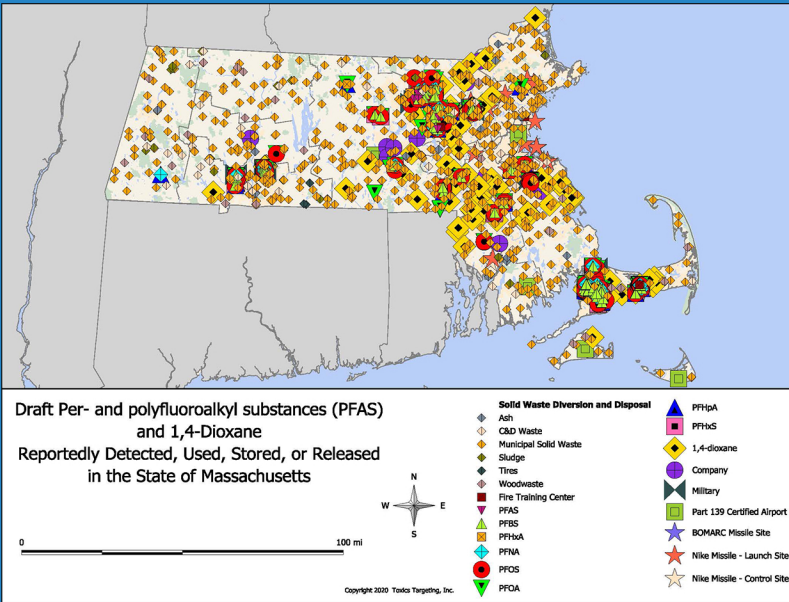 Draft Per- and polyfluoroalkyl substances (PFAS)
and 1,4-Dioxane
Reportedly Detected, Used, Stored, or Released
in the State of Massachusetts
0
100 mi
N
W
E
S
Copyright 2020 Toxics Targeting, Inc.
Solid Waste Diversion and Disposal
Ash
C&D Waste
Municipal Solid Waste
Sludge
Tires
Woodwaste
Fire Training Center
PFAS
PFBS
PFHxA
PFNA
PFOS
PFOA
PFHpA
PFHxS
1,4-dioxane
Company
Military
Part 139 Certified Airport
BOMARC Missile Site
Nike Missile - Launch Site
Nike Missile - Control Site